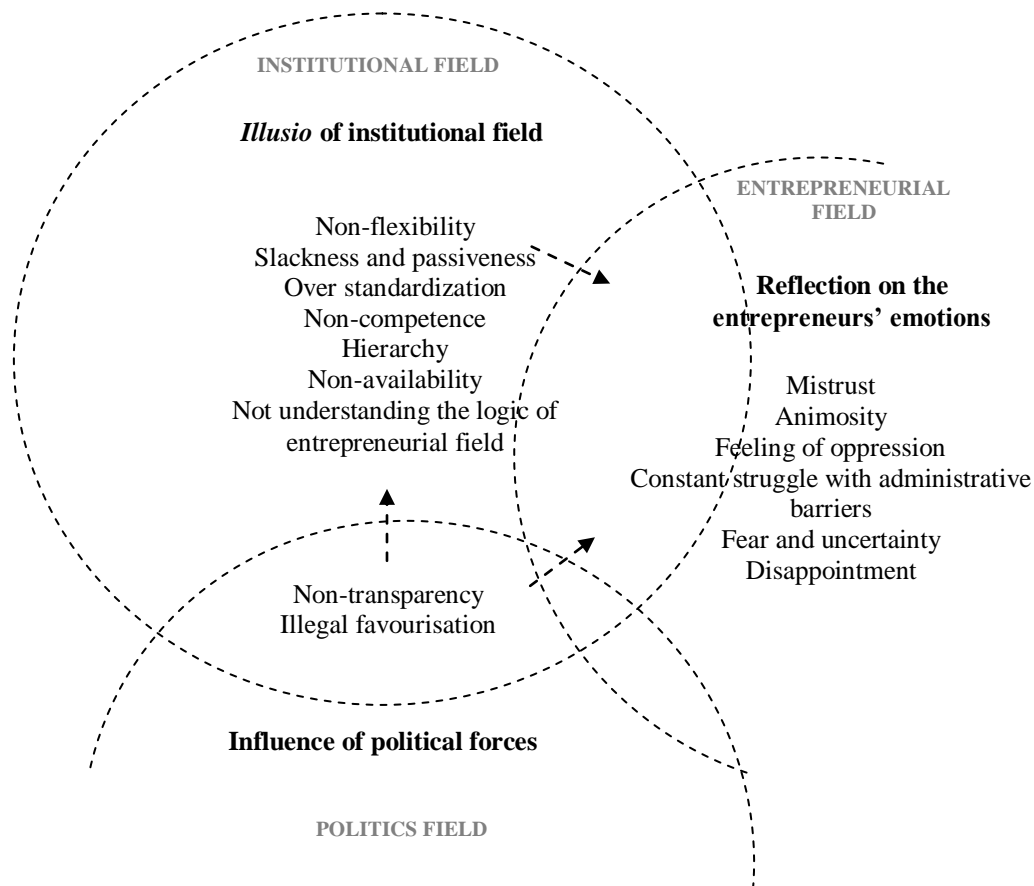 INSTITUTIONAL FIELD
Illusio of institutional field
ENTREPRENEURIAL
FIELD
Non-flexibility
Slackness and passiveness
Over standardization
Non-competence
Hierarchy
Non-availability
Not understanding the logic of
entrepreneurial field
Reflection on the
entrepreneurs’ emotions
Mistrust
Animosity
Feeling of oppression
Constant struggle with administrative
barriers
Fear and uncertainty
Disappointment
Non-transparency
Illegal favourisation
Influence of political forces
POLITICS FIELD